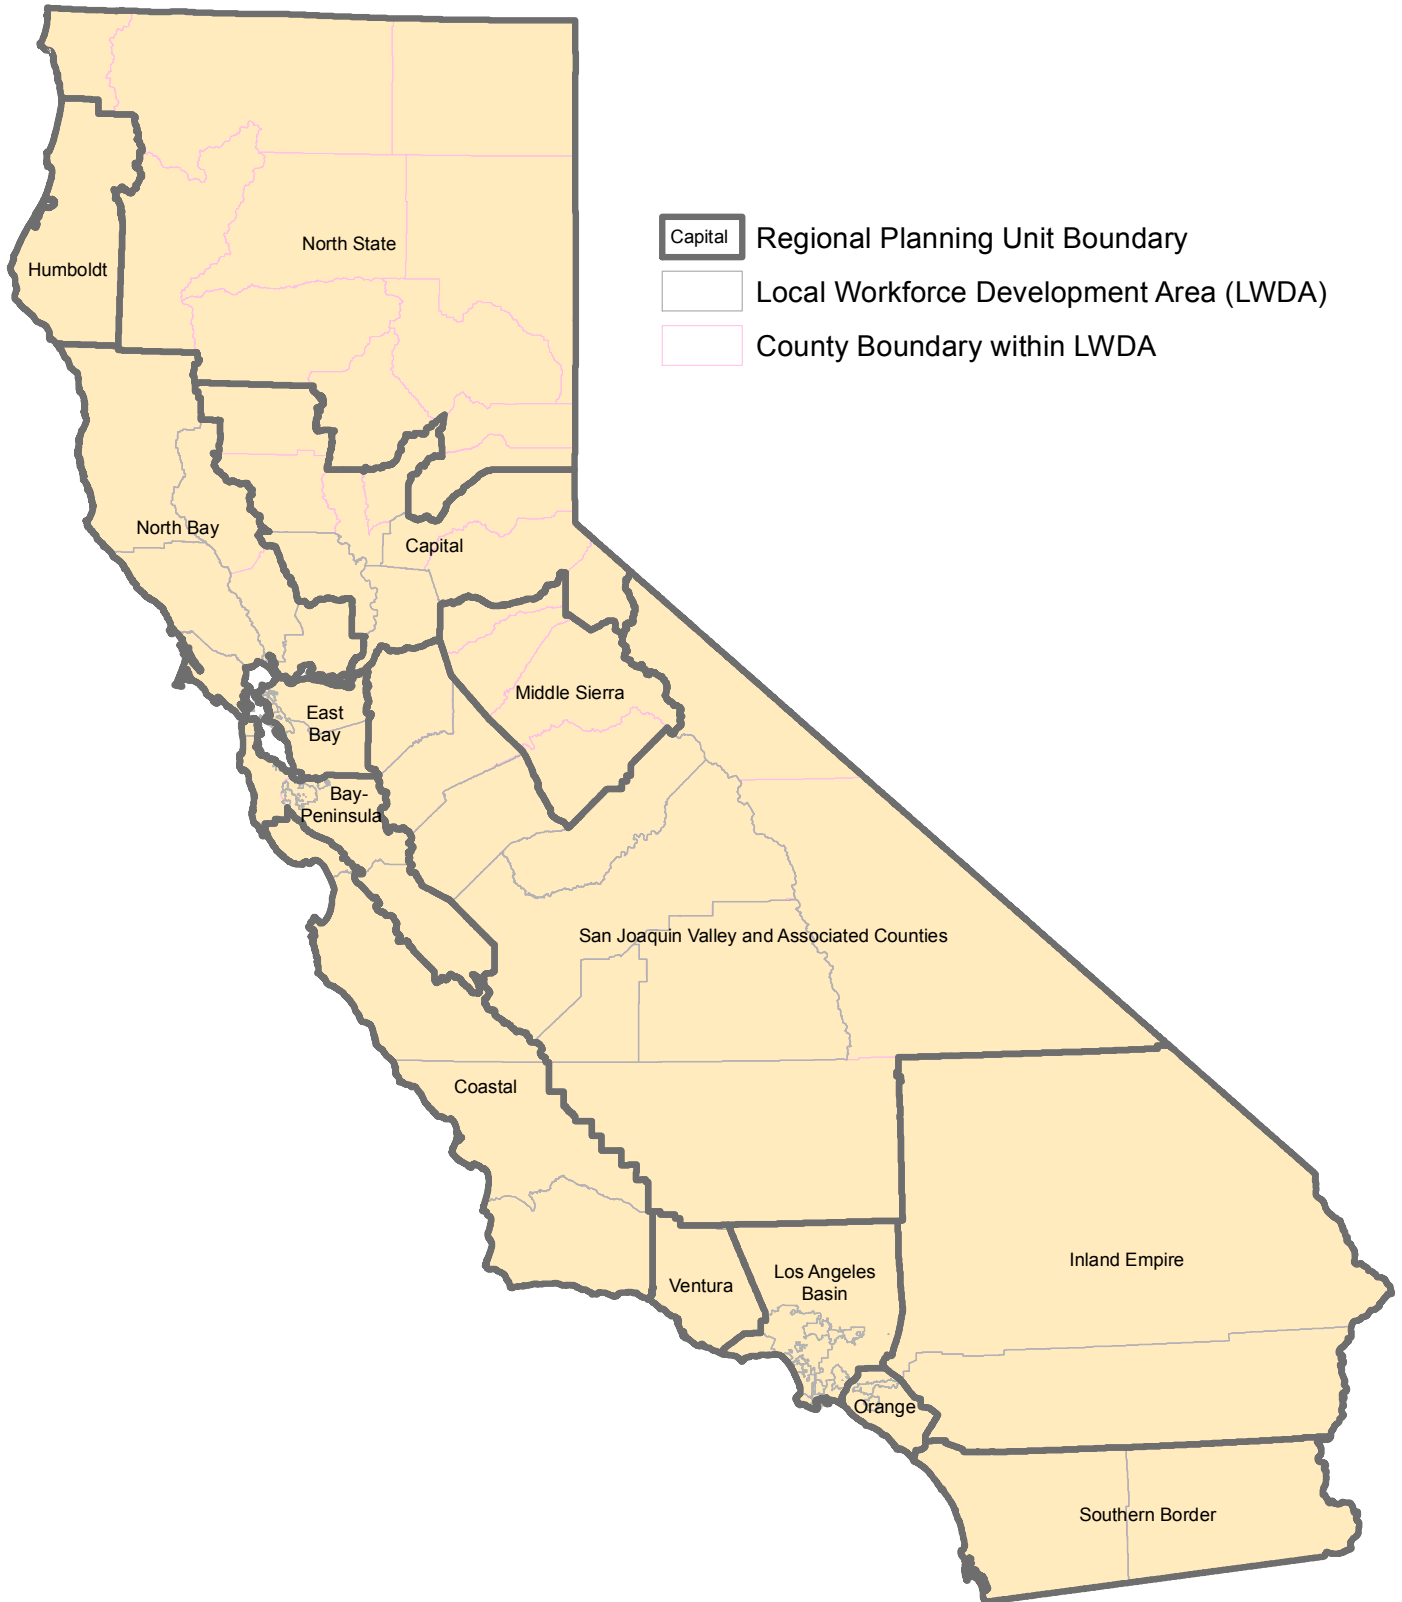 North State
Capital
Regional Planning Unit Boundary
Humboldt
Local Workforce Development Area (LWDA)
County Boundary within LWDA
North Bay
Capital
Middle Sierra
East
Bay
Bay-
Peninsula
San Joaquin Valley and Associated Counties
Coastal
Inland Empire
Ventura
Los Angeles
Basin
Orange
Southern Border